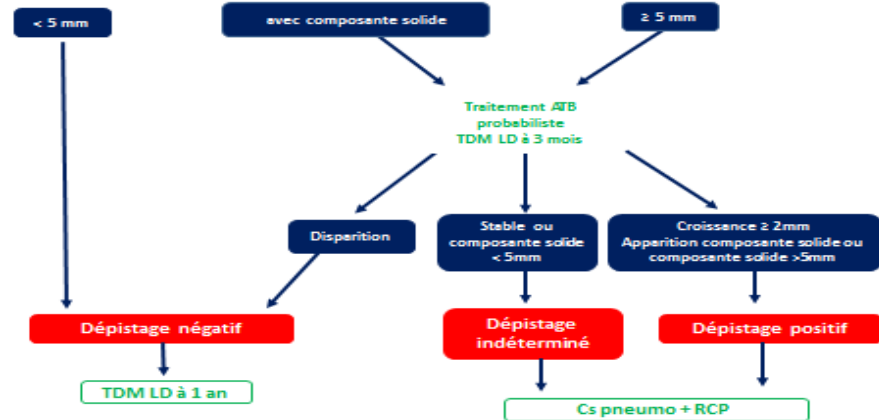 < 5 mm
avec composante solide
≥ 5 mm
Traitement ATB
probabiliste
TDM LD à 3 mois
Disparition
Stable ou
composante solide
< 5mm
Croissance ≥ 2mm
Apparition composante solide ou
composante solide >5mm
Dépistage négatif
Dépistage
indéterminé
Dépistage positif
TDM LD à 1 an
Cs pneumo + RCP